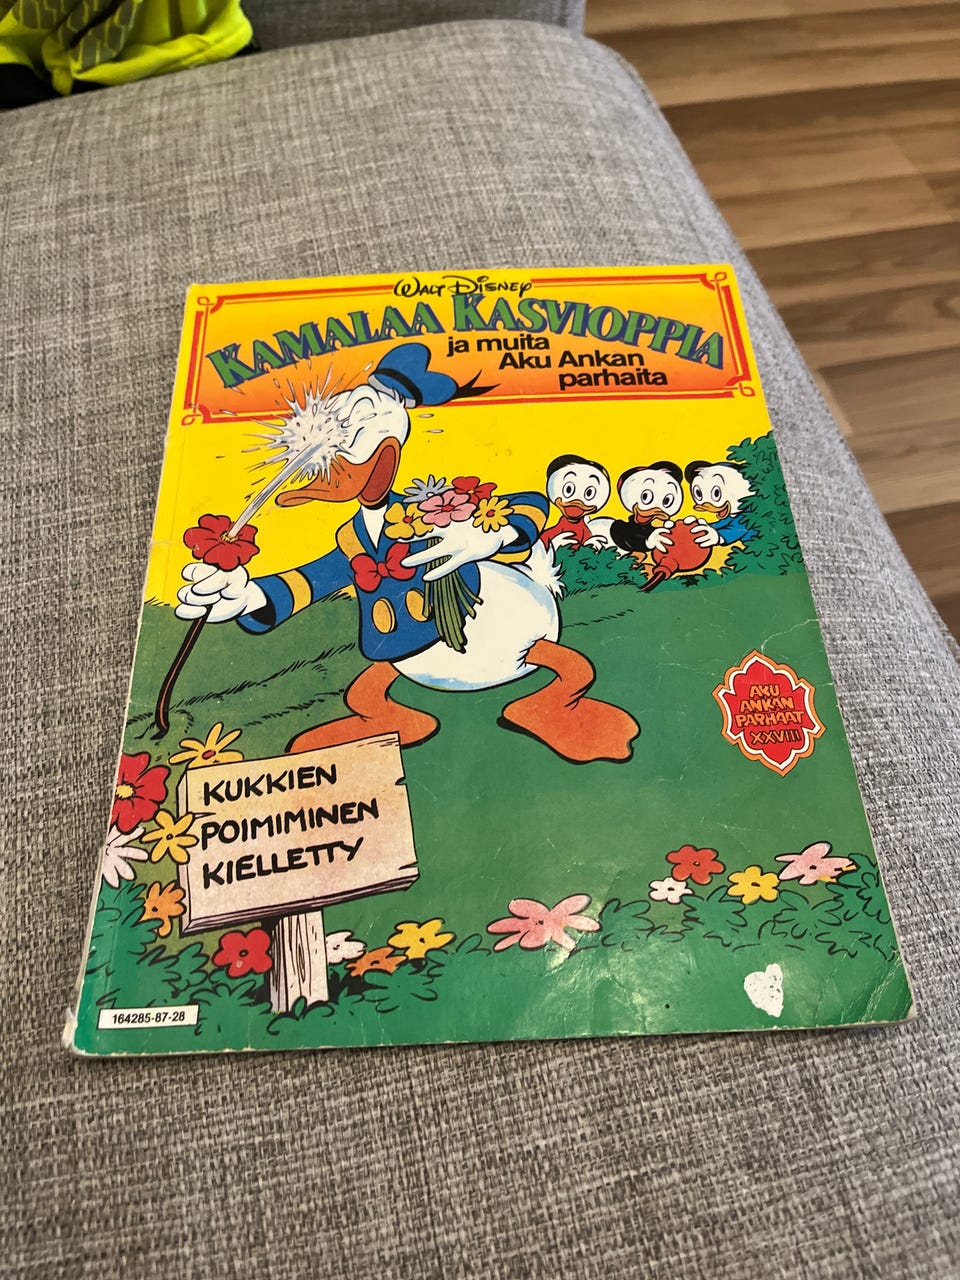 WALT DISNEY
KAMALAA KASVIOPPIA
ja muita
Aku Ankan
parhaita
AKU
ANKAN
PARHAAT
XXVIII
KUKKIEN
POIMIMINEN
KIELLETTY
164285-87-28